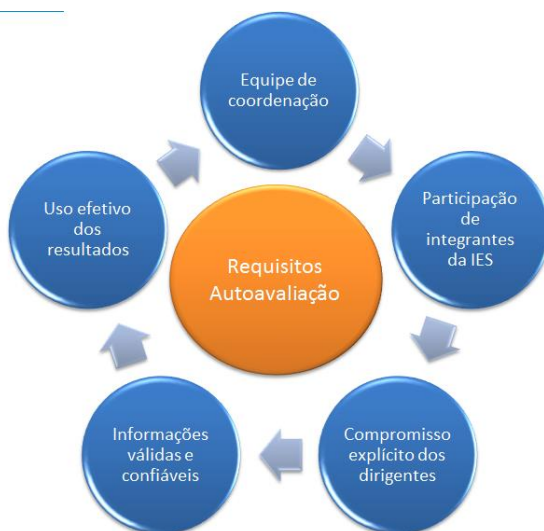 Equipe de
coordenação
Participação
de
integrantes
da IES
Compromisso
explícito dos
dirigentes
Informações
válidas e
confiáveis
Uso efetivo
dos
resultados
Requisitos
Autoavaliação